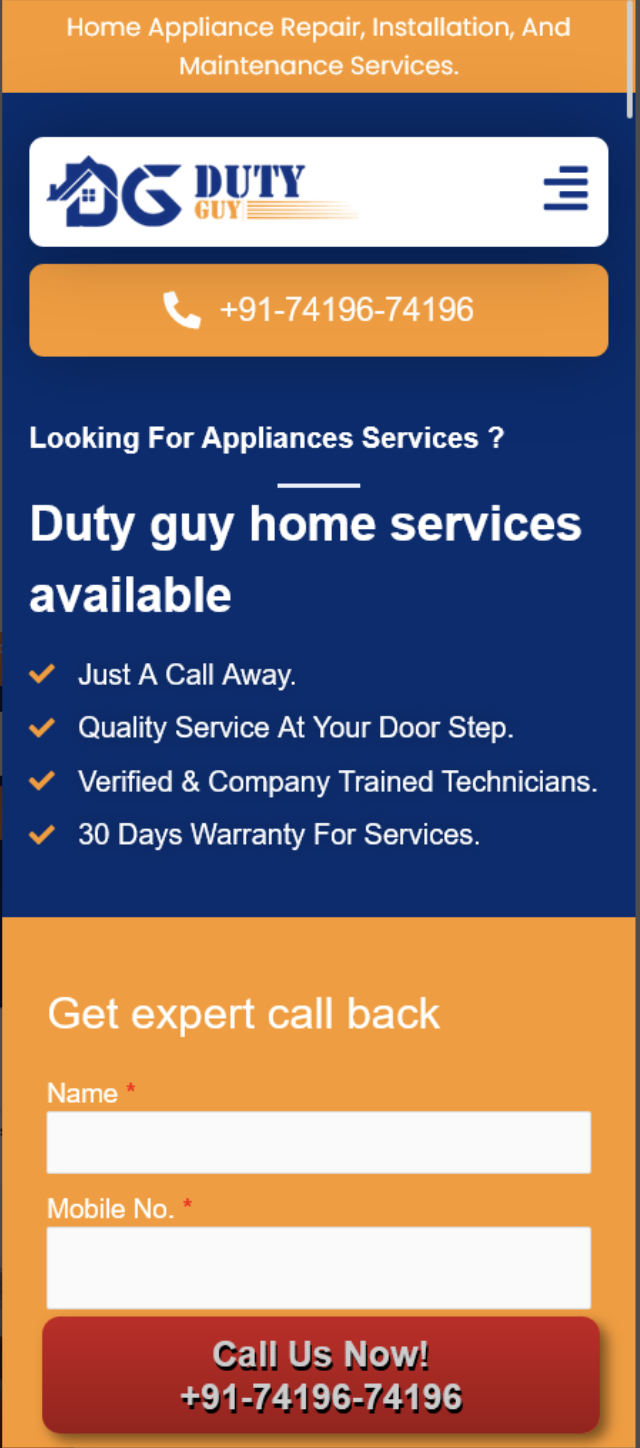 Home Appliance Repair, Installation, And
Maintenance Services.
DG DUTY
GUY
+91-74196-74196
Looking For Appliances Services ?
Duty guy home services
available
Just A Call Away.
Quality Service At Your Door Step.
Verified & Company Trained Technicians.
30 Days Warranty For Services.
Get expert call back
Name *
Mobile No. *
Call Us Now!
+91-74196-74196